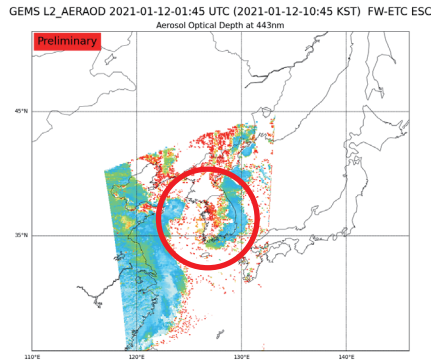 GEMS L2_AERAOD 2021-01-12-01:45 UTC (2021-01-12-10:45 KST) FW-ETC ESC
Aerosol Optical Depth at 443nm
Preliminary
45°N
35°N
110°E 120°E 130°E 140°E